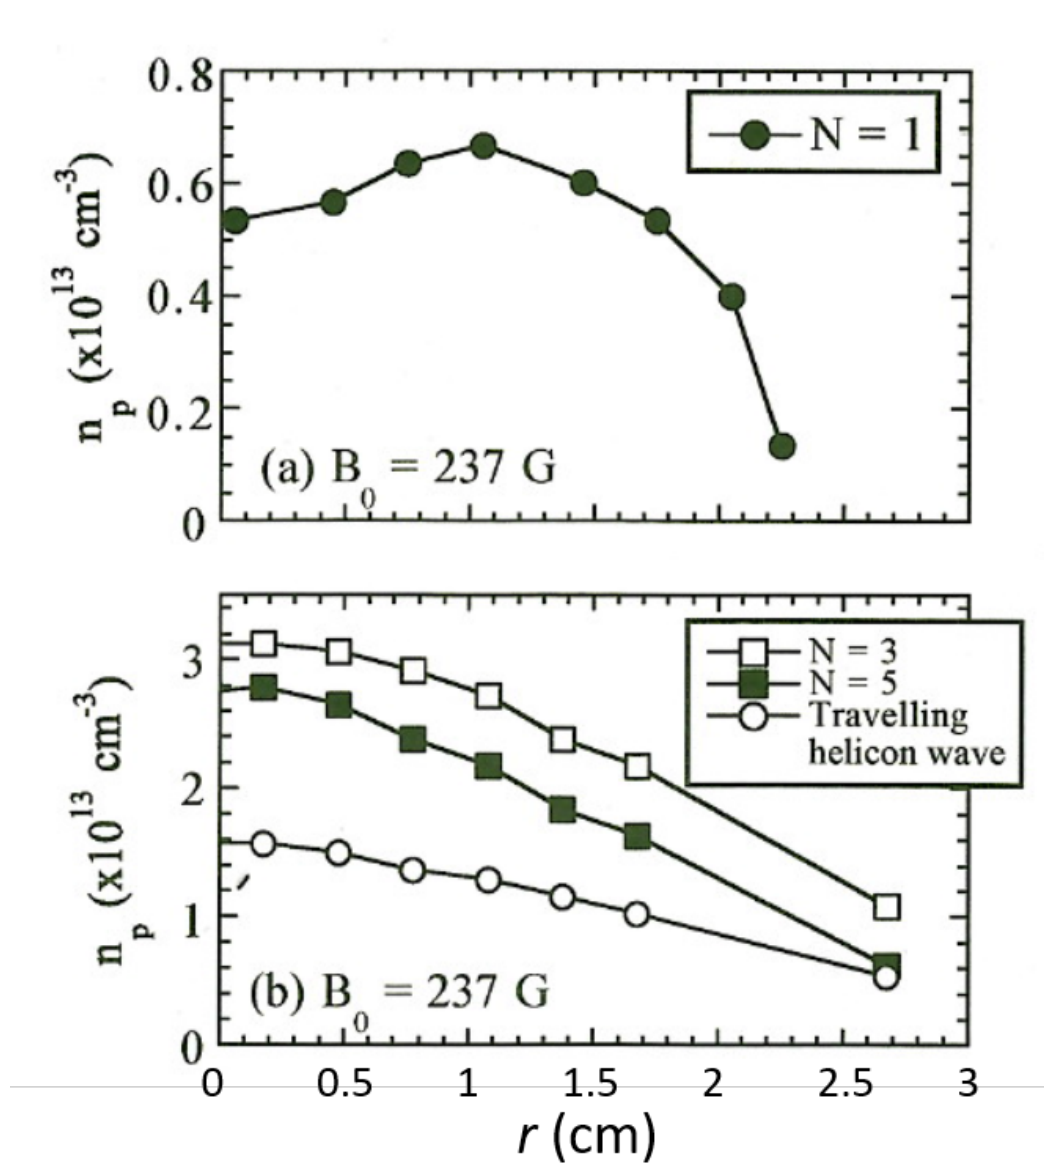 0.8
0.6
0.4
0.2
0
n_p (x10^13 cm^-3)
N = 1
(a) B_0 = 237 G
3
2
1
0
n_p (x10^13 cm^-3)
N = 3
N = 5
Travelling
helicon wave
(b) B_0 = 237 G
0 0.5 1 1.5 2 2.5 3
r (cm)